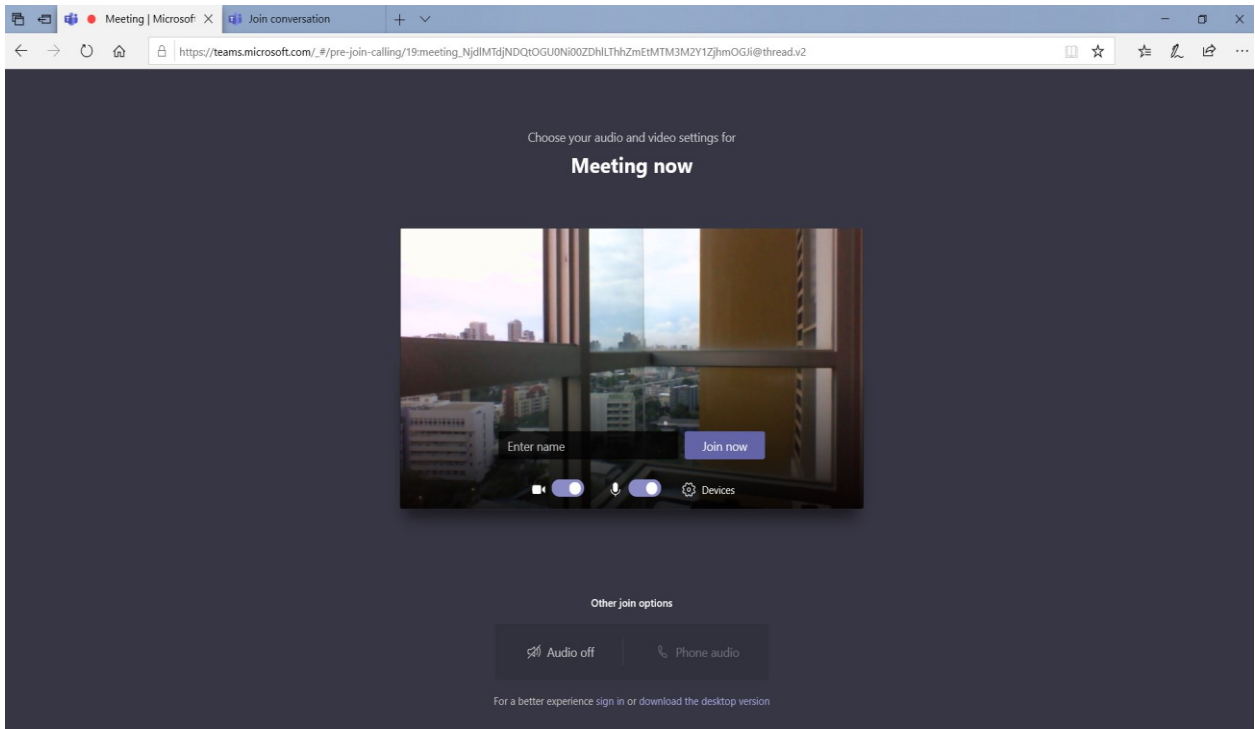 Meeting | Microsoft
Join conversation
https://teams.microsoft.com/_#/pre-join-calling/19:meeting_NjdlMTdjNDQtOGU0Ni00ZDhlLThhZmEtMTM3M2Y1ZjhmOGJi@thread.v2
Choose your audio and video settings for
Meeting now
Enter name
Join now
Devices
Other join options
Audio off
Phone audio
For a better experience sign in or download the desktop version